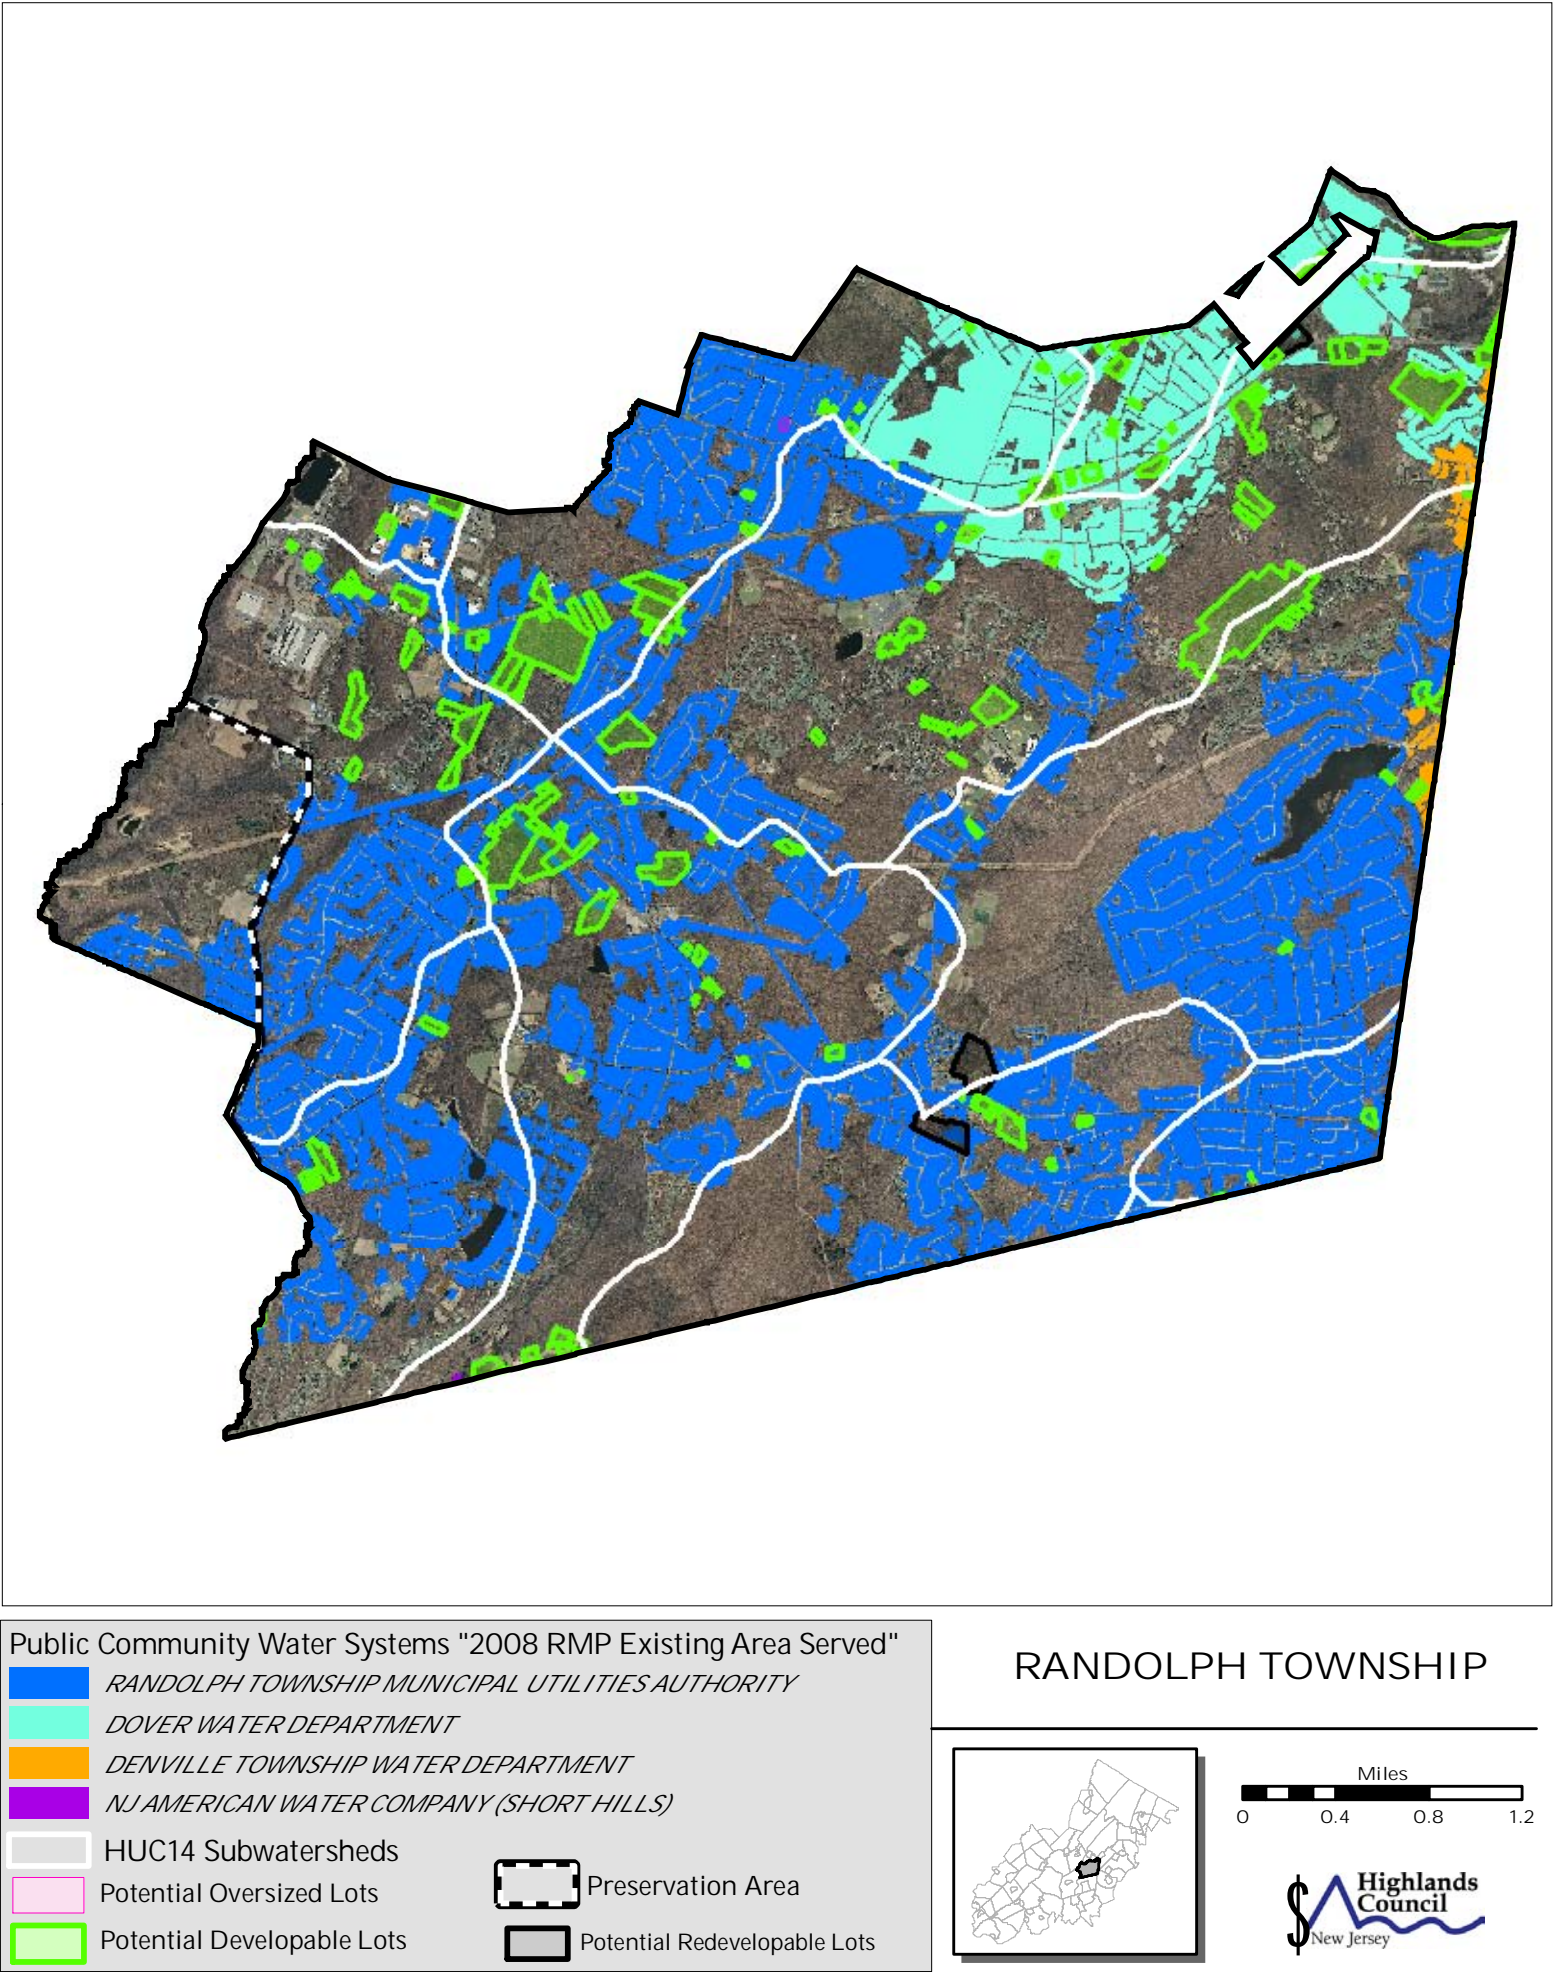 Public Community Water Systems "2008 RMP Existing Area Served"
RANDOLPH TOWNSHIP MUNICIPAL UTILITIES AUTHORITY
DOVER WATER DEPARTMENT
DENVILLE TOWNSHIP WATER DEPARTMENT
NJ AMERICAN WATER COMPANY (SHORT HILLS)
HUC14 Subwatersheds
Potential Oversized Lots
Potential Developable Lots
Preservation Area
Potential Redevelopable Lots
RANDOLPH TOWNSHIP
Miles
0 0.4 0.8 1.2
Highlands
Council
New Jersey